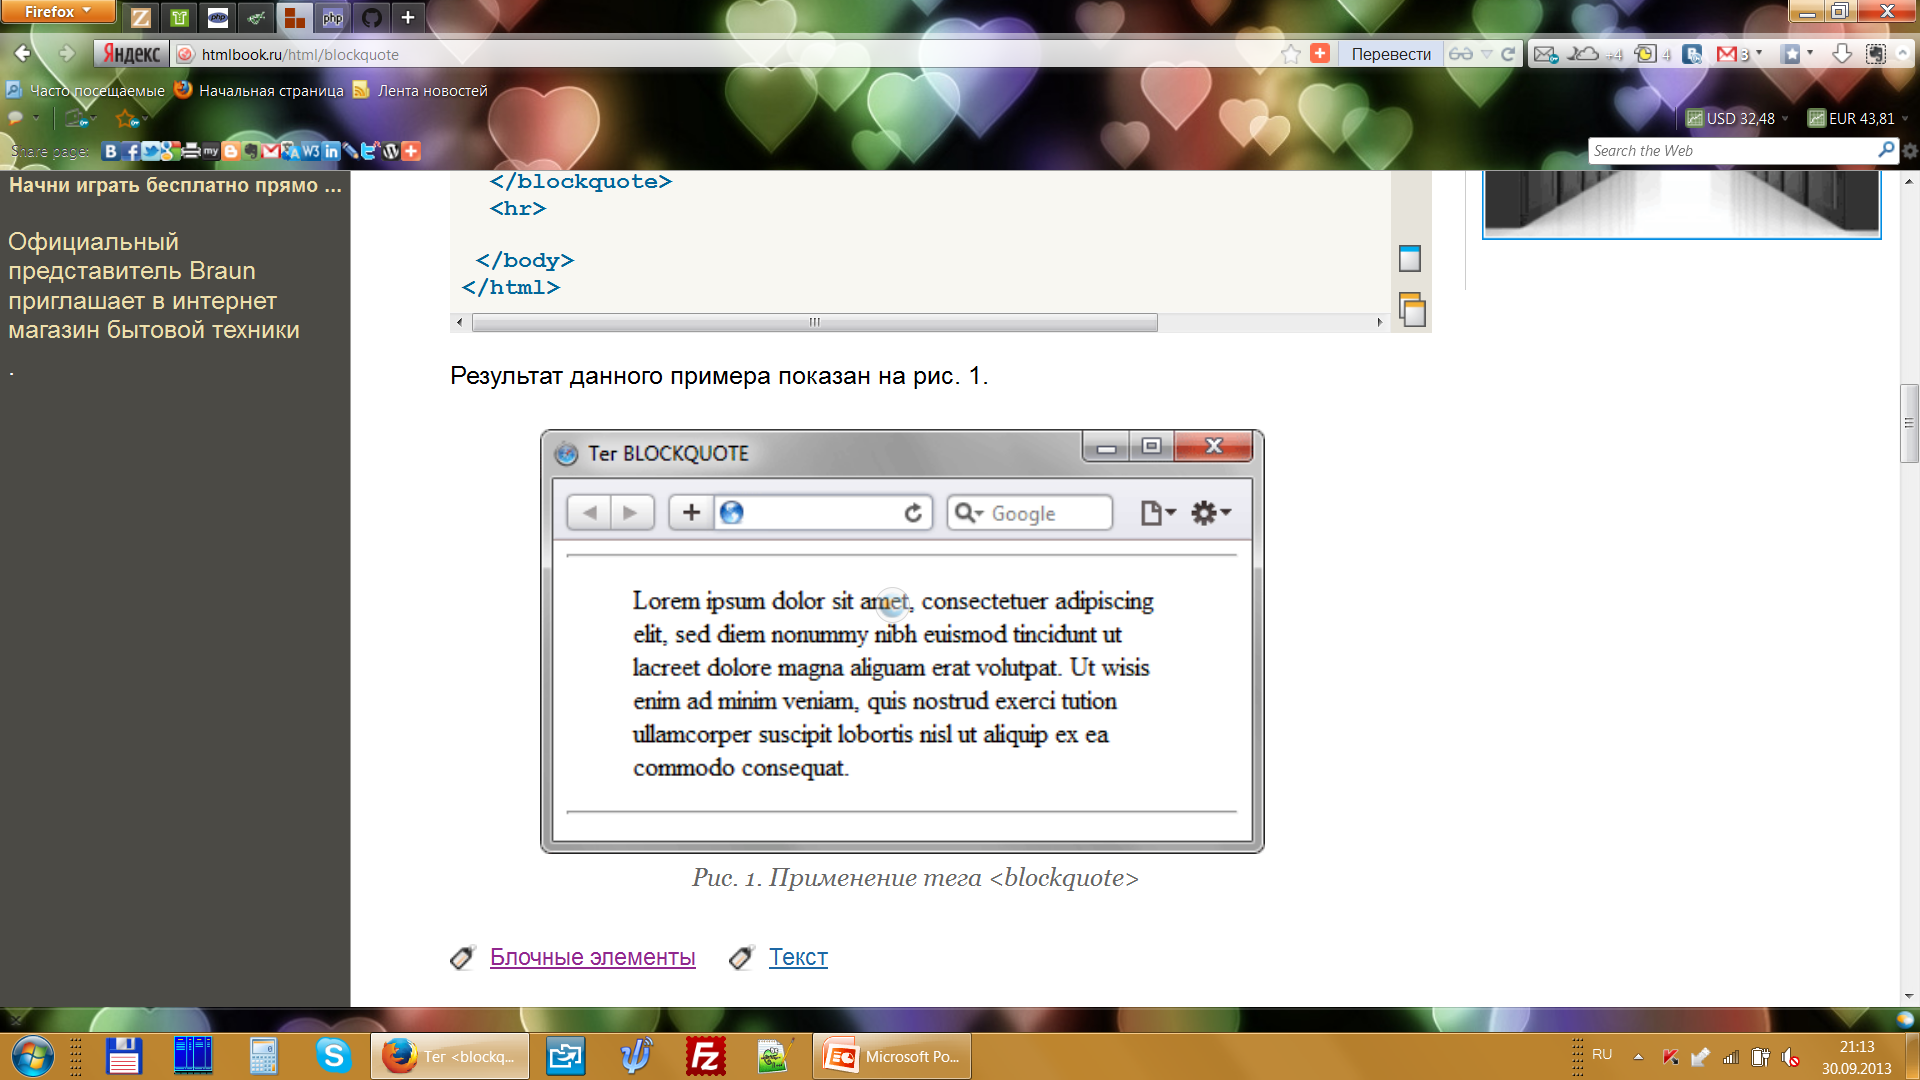 Firefox
Яндекс
htmlbook.ru/html/blockquote
Перевести
+4
4
3
Часто посещаемые
Начальная страница
Лента новостей
USD 32,48
EUR 43,81
Share page:
Search the Web
Начни играть бесплатно прямо ...
Официальный
представитель Braun
приглашает в интернет
магазин бытовой техники
.
</blockquote>
<hr>
</body>
</html>
Результат данного примера показан на рис. 1.
Тег BLOCKQUOTE
Google
Lorem ipsum dolor sit amet, consectetuer adipiscing
elit, sed diem nonummy nibh euismod tincidunt ut
lacreet dolore magna aliguam erat volutpat. Ut wisis
enim ad minim veniam, quis nostrud exerci tution
ullamcorper suscipit lobortis nisl ut aliquip ex ea
commodo consequat.
Рис. 1. Применение тега <blockquote>
Блочные элементы
Текст
Тег <blockq...
Microsoft Po...
RU
21:13
30.09.2013